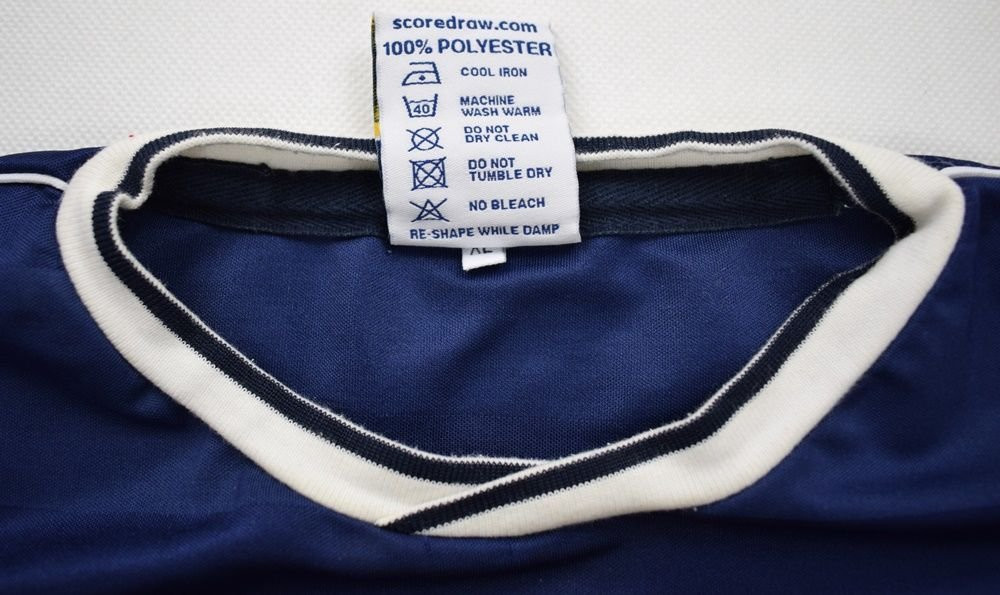 scoredraw.com
100% POLYESTER
COOL IRON
40
MACHINE
WASH WARM
DO NOT
DRY CLEAN
DO NOT
TUMBLE DRY
NO BLEACH
RE-SHAPE WHILE DAMP
XL